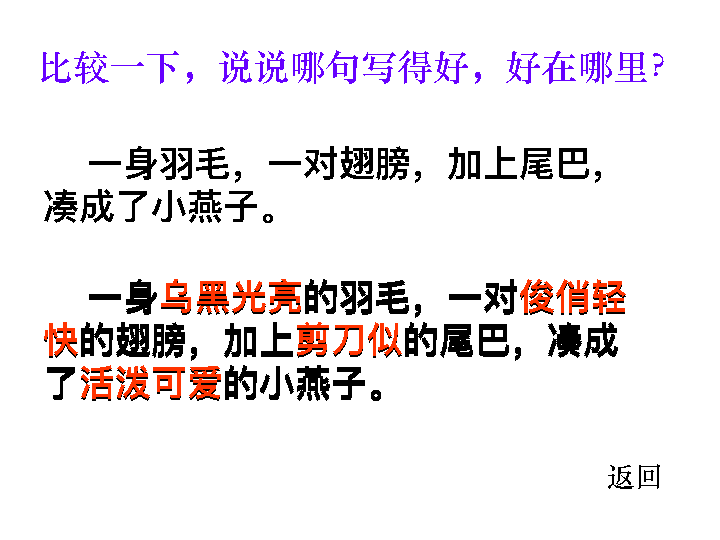 比较一下，说说哪句写得好，好在哪里?
一身羽毛，一对翅膀，加上尾巴，
凑成了小燕子。
一身乌黑光亮的羽毛，一对俊俏轻
快的翅膀，加上剪刀似的尾巴，凑成
了活泼可爱的小燕子。
返回